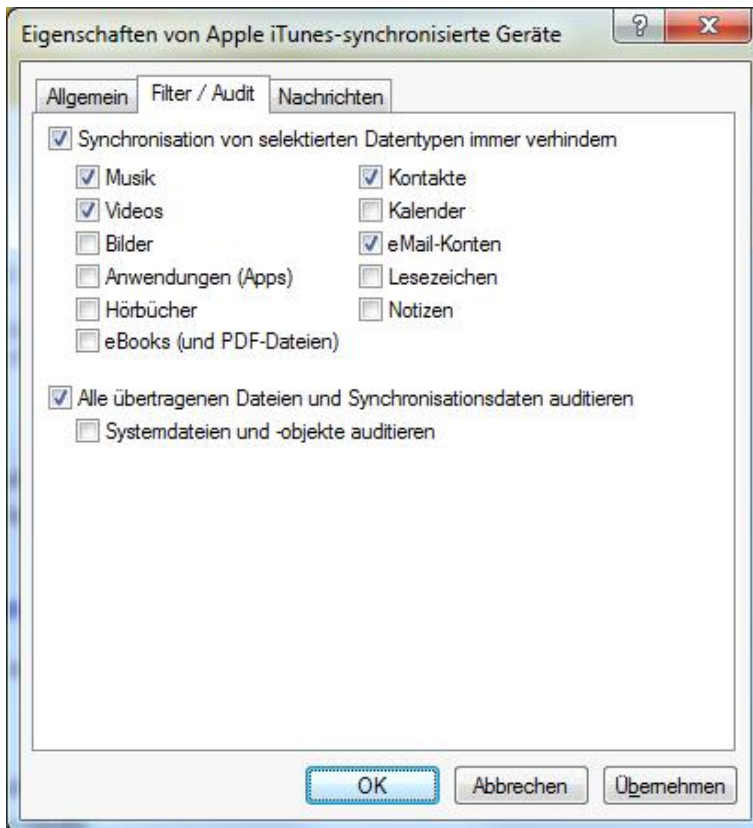 Eigenschaften von Apple iTunes-synchronisierte Geräte
Allgemein Filter / Audit Nachrichten
Synchronisation von selektierten Datentypen immer verhindern
Musik Kontakte
Videos Kalender
Bilder eMail-Konten
Anwendungen (Apps) Lesezeichen
Hörbücher Notizen
eBooks (und PDF-Dateien)
Alle übertragenen Dateien und Synchronisationsdaten auditieren
Systemdateien und -objekte auditieren
OK Abbrechen Übernehmen